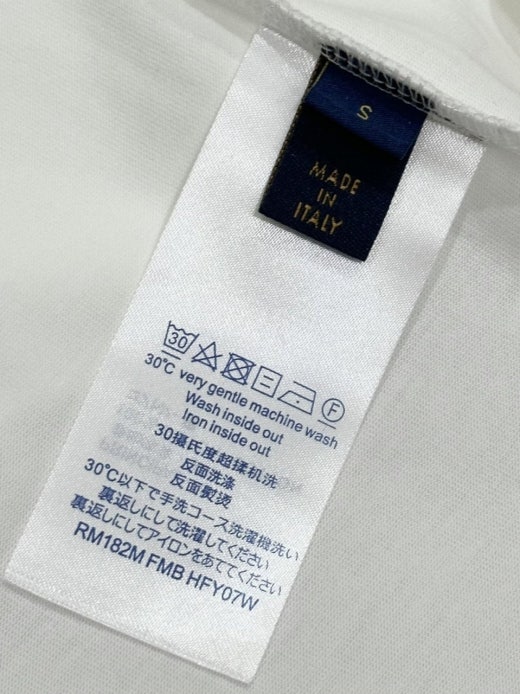 S
MADE
IN
ITALY
30 F
30°C very gentle machine wash
Wash inside out
Iron inside out
30攝氏度超揉机洗
反面洗涤
反面熨烫
30℃以下で手洗コース洗濯機洗い
裏返しにして洗濯してください
裏返しにしてアイロンをあててください
RM182M FMB HFY07W